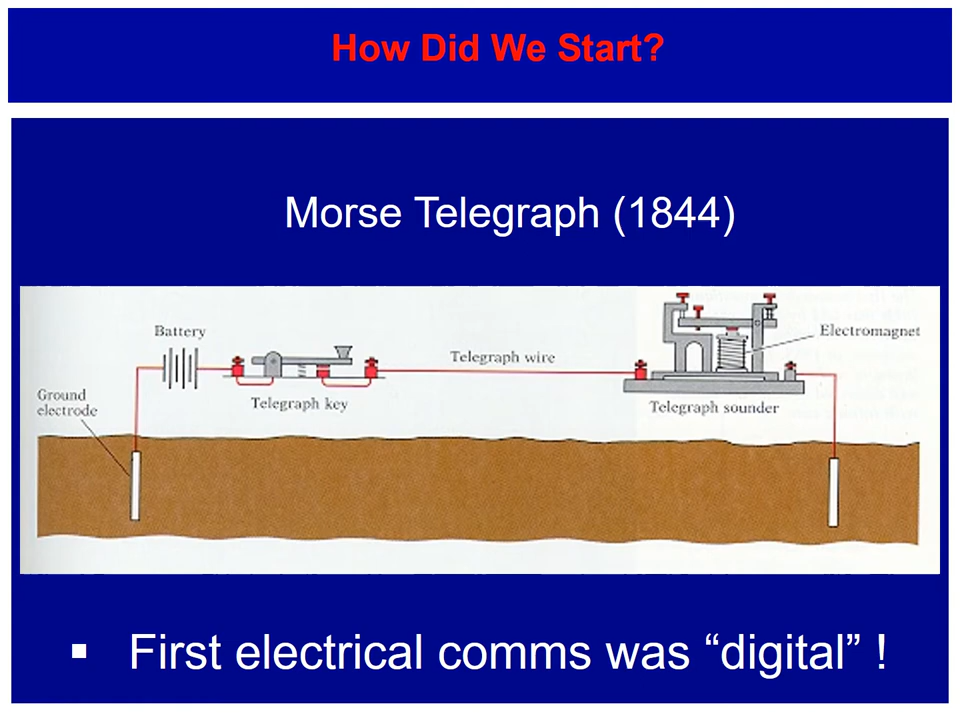 How Did We Start?
Morse Telegraph (1844)
Battery
Telegraph wire
Electromagnet
Ground
electrode
Telegraph key
Telegraph sounder
▪ First electrical comms was “digital” !